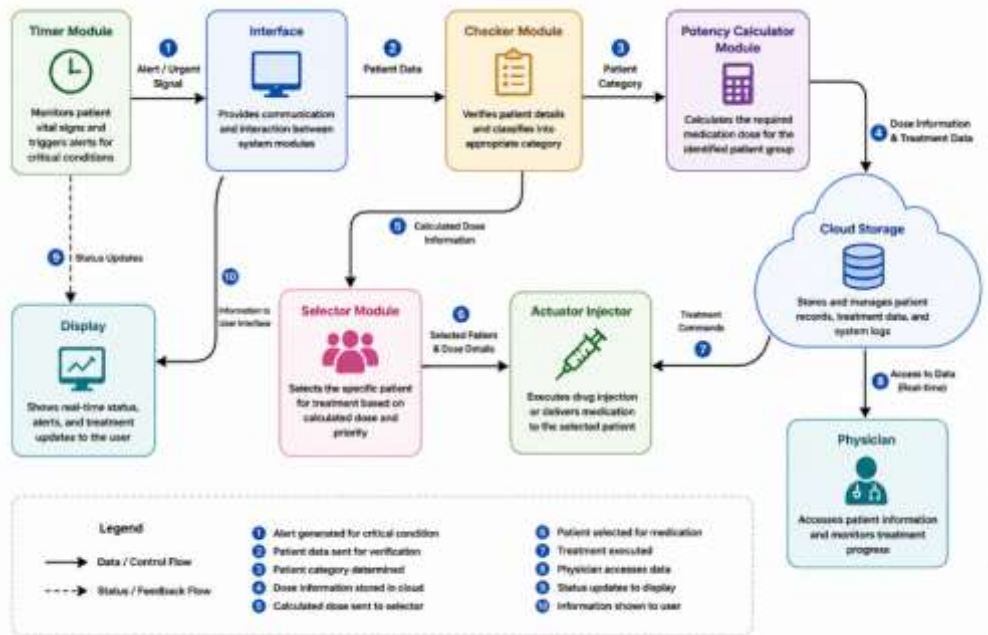 Timer Module
Monitors patient
vital signs and
triggers alerts for
critical conditions
1
Alert / Urgent
Signal
Interface
Provides communication
and interaction between
system modules
2
Patient Data
Checker Module
Verifies patient details
and classifies into
appropriate category
3
Patient
Category
Potency Calculator
Module
Calculates the required
medication dose for the
identified patient group
4
Dose Information
& Treatment Data
Cloud Storage
Stores and manages patient
records, treatment data, and
system logs
5
Calculated Dose
Information
9
Status Updates
10
Information to
User Interface
Display
Shows real-time status,
alerts, and treatment
updates to the user
Selector Module
Selects the specific patient
for treatment based on
calculated dose and
priority
6
Selected Patient
& Dose Details
Actuator Injector
Executes drug injection
or delivers medication
to the selected patient
Treatment
Commands
7
8
Access to Data
(Real-time)
Physician
Accesses patient information
and monitors treatment
progress
Legend
Data / Control Flow
Status / Feedback Flow
1 Alert generated for critical condition
2 Patient data sent for verification
3 Patient category determined
4 Dose information stored in cloud
5 Calculated dose sent to selector
6 Patient selected for medication
7 Treatment executed
8 Physician accesses data
9 Status updates to display
10 Information shown to user